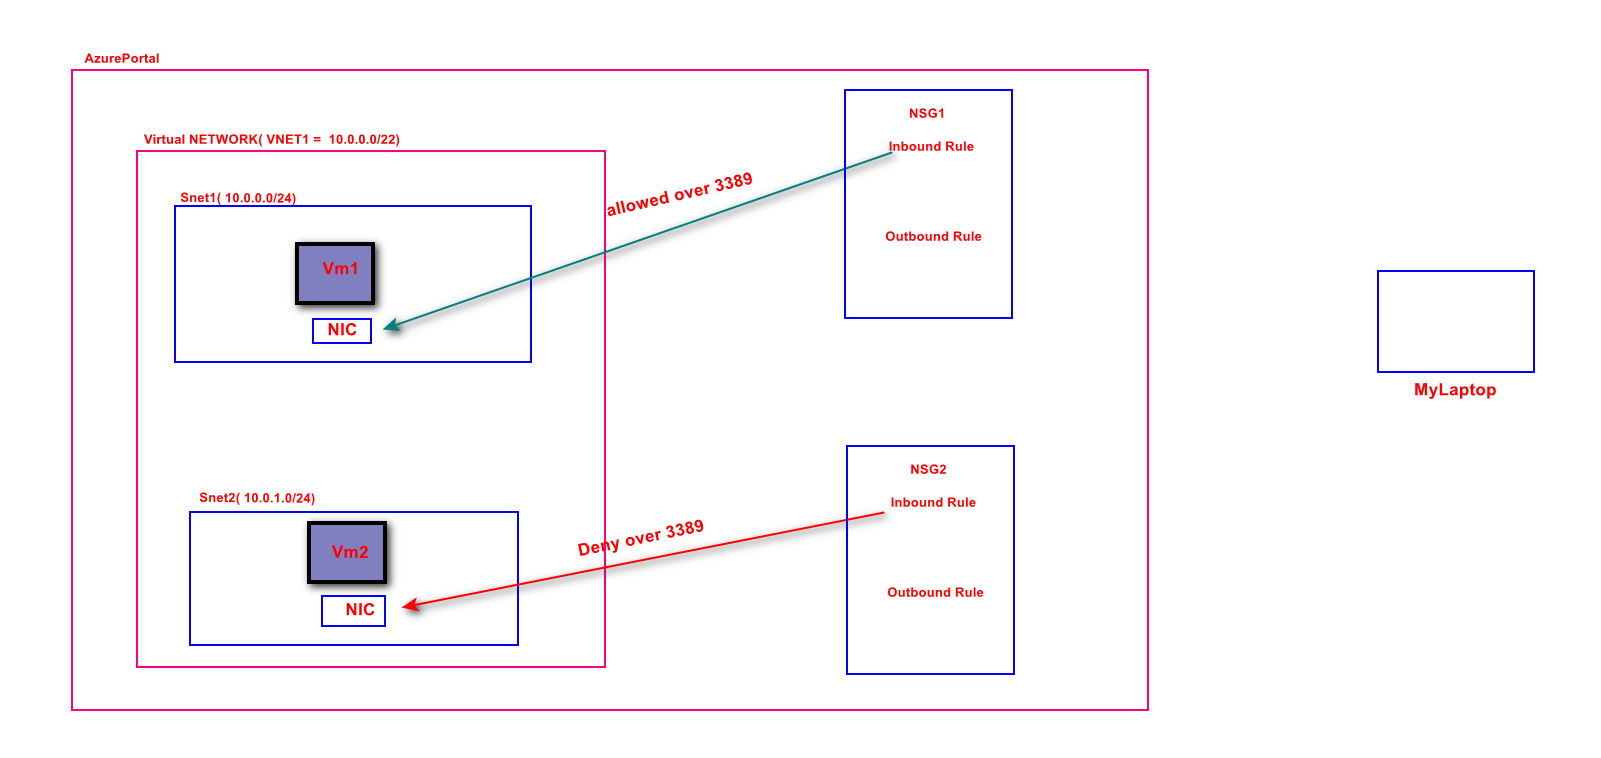 AzurePortal
Virtual NETWORK( VNET1 =  10.0.0.0/22)
Snet1( 10.0.0.0/24)
Vm1
NIC
allowed over 3389
NSG1
Inbound Rule
Outbound Rule
MyLaptop
Snet2( 10.0.1.0/24)
Vm2
NIC
Deny over 3389
NSG2
Inbound Rule
Outbound Rule